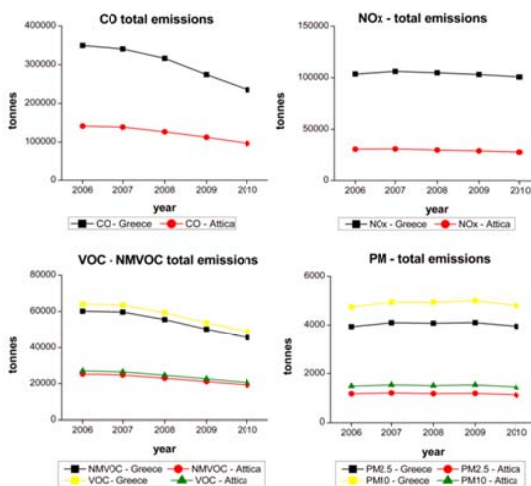 CO total emissions
tonnes
400000
300000
200000
100000
0
2006 2007 2008 2009 2010
year
CO - Greece CO - Attica
NOx - total emissions
tonnes
150000
100000
50000
0
2006 2007 2008 2009 2010
year
NOx - Greece NOx - Attica
VOC - NMVOC total emissions
tonnes
80000
60000
40000
20000
0
2006 2007 2008 2009 2010
year
NMVOC - Greece NMVOC - Attica
VOC - Greece VOC - Attica
PM - total emissions
tonnes
6000
4000
2000
0
2006 2007 2008 2009 2010
year
PM2.5 - Greece PM2.5 - Attica
PM10 - Greece PM10 - Attica